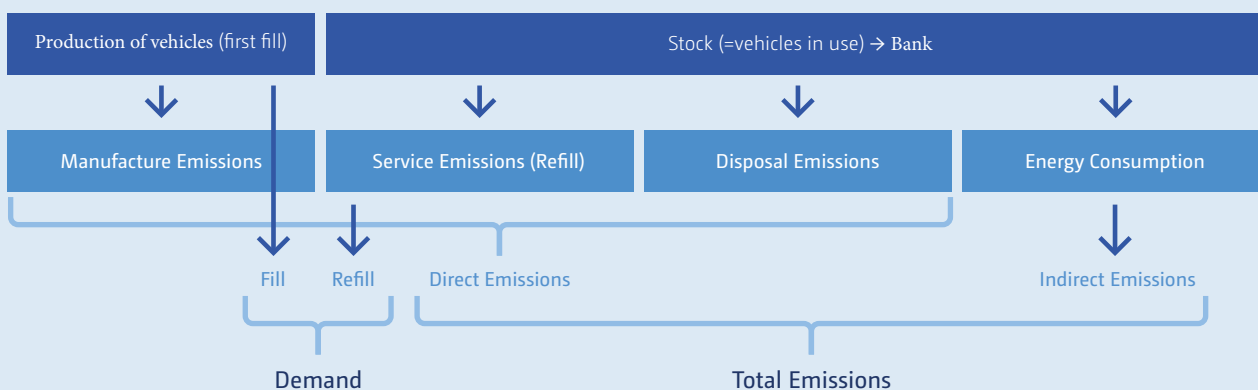 Production of vehicles (first fill)
Stock (=vehicles in use) → Bank
Manufacture Emissions
Service Emissions (Refill)
Disposal Emissions
Energy Consumption
Fill
Refill
Direct Emissions
Indirect Emissions
Demand
Total Emissions